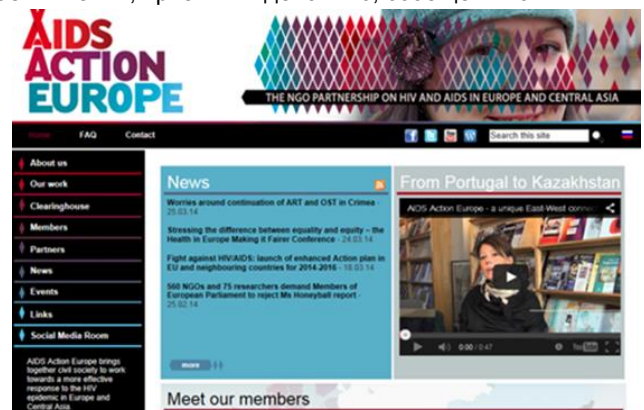 AIDS
ACTION
EUROPE
THE NGO PARTNERSHIP ON HIV AND AIDS IN EUROPE AND CENTRAL ASIA
Home FAQ Contact
Search this site
About us
Our work
Clearinghouse
Members
Partners
News
Events
Links
Social Media Room
AIDS Action Europe brings
together civil society to work
towards a more effective
response to the HIV
epidemic in Europe and
Central Asia.
News
Worries around continuation of ART and OST in Crimea -
25.03.14
Stressing the difference between equality and equity – the
Health in Europe Making it Fairer Conference - 24.03.14
Fight against HIV/AIDS: launch of enhanced Action plan in
EU and neighbouring countries for 2014-2016 - 18.03.14
560 NGOs and 75 researchers demand Members of
European Parliament to reject Ms Honeyball report -
25.02.14
more
From Portugal to Kazakhstan
AIDS Action Europe - a unique East-West
0:00 / 0:47
YouTube
Meet our members